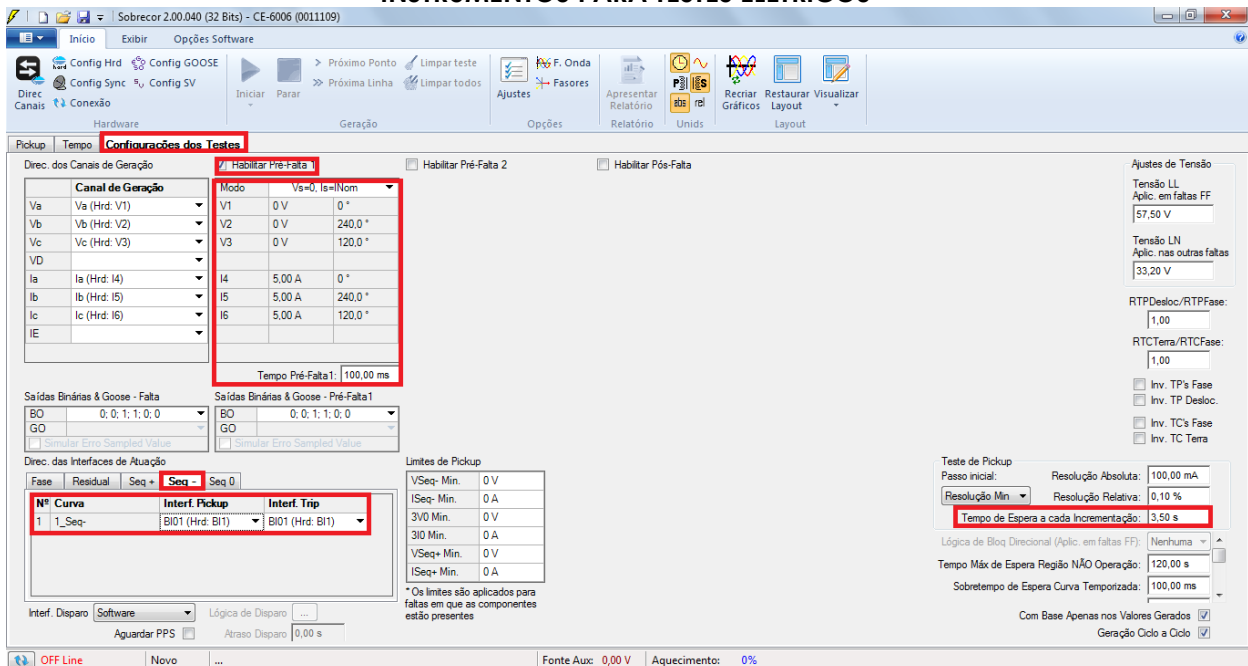 INSTRUMENTOS PARA TESTES ELÉTRICOS
Sobrecor 2.00.040 (32 Bits) - CE-6006 (0011109)
Início Exibir Opções Software
Direc Canais
Config Hrd Config GOOSE
Config Sync Config SV
Conexão
Hardware
Iniciar Parar
> Próximo Ponto Limpar teste
>> Próxima Linha Limpar todos
Geração
Ajustes F. Onda
Fasores
Opções
Apresentar Relatório
Relatório
abs rel
Unids
Recriar Gráficos Restaurar Layout Visualizar
Layout
Pickup Tempo Configurações dos Testes
Direc. dos Canais de Geração
Canal de Geração
Va Va (Hrd: V1)
Vb Vb (Hrd: V2)
Vc Vc (Hrd: V3)
VD
Ia Ia (Hrd: I4)
Ib Ib (Hrd: I5)
Ic Ic (Hrd: I6)
IE
Habilitar Pré-Falta 1
Modo Vs=0, Is=INom
V1 0 V 0 °
V2 0 V 240,0 °
V3 0 V 120,0 °
I4 5,00 A 0 °
I5 5,00 A 240,0 °
I6 5,00 A 120,0 °
Tempo Pré-Falta1: 100,00 ms
Habilitar Pré-Falta 2
Habilitar Pós-Falta
Ajustes de Tensão
Tensão LL
Aplic. em faltas FF
57,50 V
Tensão LN
Aplic. nas outras faltas
33,20 V
RTPDesloc/RTPFase:
1,00
RTCTerra/RTCFase:
1,00
Inv. TP's Fase
Inv. TP Desloc.
Inv. TC's Fase
Inv. TC Terra
Saídas Binárias & Goose - Falta
BO 0; 0; 1; 1; 0; 0
GO
Simular Erro Sampled Value
Saídas Binárias & Goose - Pré-Falta1
BO 0; 0; 1; 1; 0; 0
GO
Simular Erro Sampled Value
Direc. das Interfaces de Atuação
Fase Residual Seq + Seq - Seq 0
Nº Curva Interf. Pickup Interf. Trip
1 1_Seq- BI01 (Hrd: BI1) BI01 (Hrd: BI1)
Interf. Disparo Software Lógica de Disparo ...
Aguardar PPS Atraso Disparo 0,00 s
Limites de Pickup
VSeq- Min. 0 V
ISeq- Min. 0 A
3V0 Min. 0 V
3I0 Min. 0 A
VSeq+ Min. 0 V
ISeq+ Min. 0 A
* Os limites são aplicados para
faltas em que as componentes
estão presentes
Teste de Pickup
Passo inicial: Resolução Absoluta: 100,00 mA
Resolução Min Resolução Relativa: 0,10 %
Tempo de Espera a cada Incrementação: 3,50 s
Lógica de Bloq Direcional (Aplic. em faltas FF): Nenhuma
Tempo Máx de Espera Região NÃO Operação: 120,00 s
Sobretempo de Espera Curva Temporizada: 100,00 ms
Com Base Apenas nos Valores Gerados
Geração Ciclo a Ciclo
OFF Line Novo ... Fonte Aux: 0,00 V Aquecimento: 0%